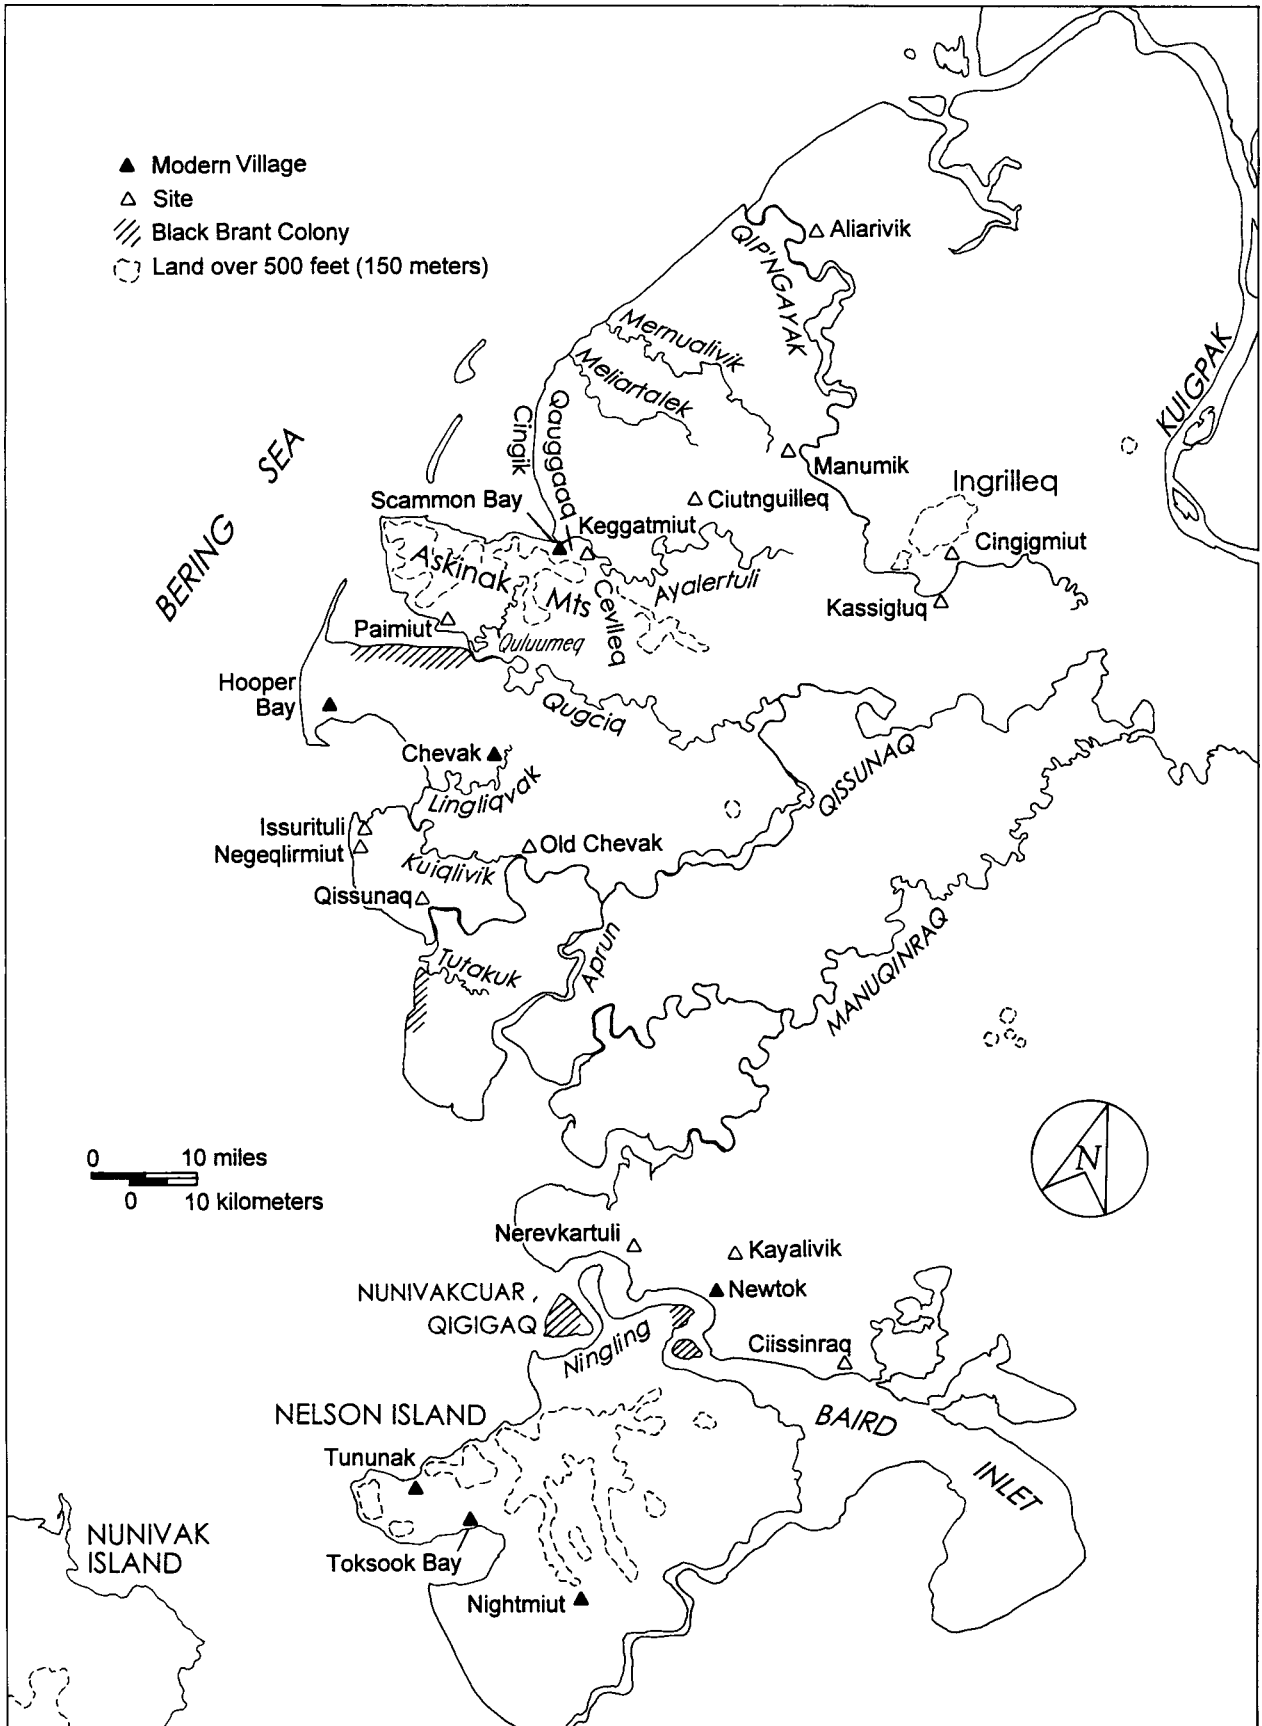 Modern Village
Site
Black Brant Colony
Land over 500 feet (150 meters)
Aliarivik
QIP'NGAYAK
Mernualivik
Meliartalek
KUIGPAK
Qauggaaq
Cingik
BERING SEA
Manumik
Ingrilleq
Scammon Bay
Ciutnguilleq
Keggatmiut
Cingigmiut
Askinak
Mts
Ayalertuli
Cevlleq
Kassigluq
Paimiut
Quluumeq
Hooper
Bay
Qugciq
Chevak
QISSUNAQ
Lingliqvak
Issurituli
Negeqlirmiut
Old Chevak
Kuiqlivik
Qissunaq
Aprun
Tutakuk
MANUQINRAQ
0 10 miles
0 10 kilometers
N
Nerevkartuli
Kayalivik
NUNIVAKCUAR,
QIGIGAQ
Newtok
Ningling
Ciissinraq
NELSON ISLAND
BAIRD
INLET
Tununak
NUNIVAK
ISLAND
Toksook Bay
Nightmiut